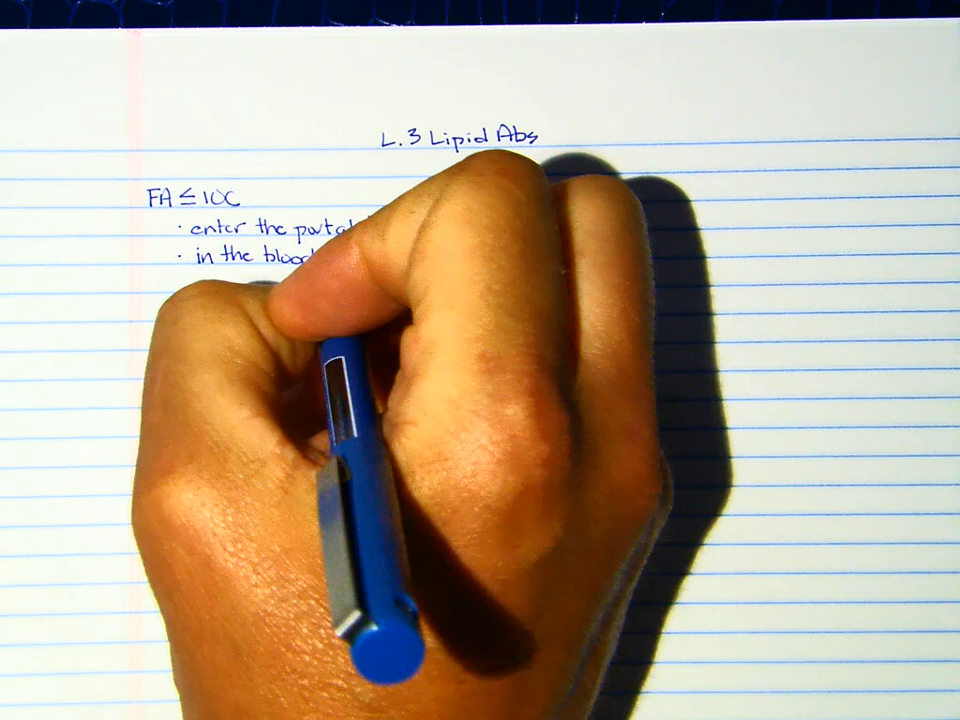 L.3 Lipid Abs
FA ≤ 10C
· enter the portal
· in the blood